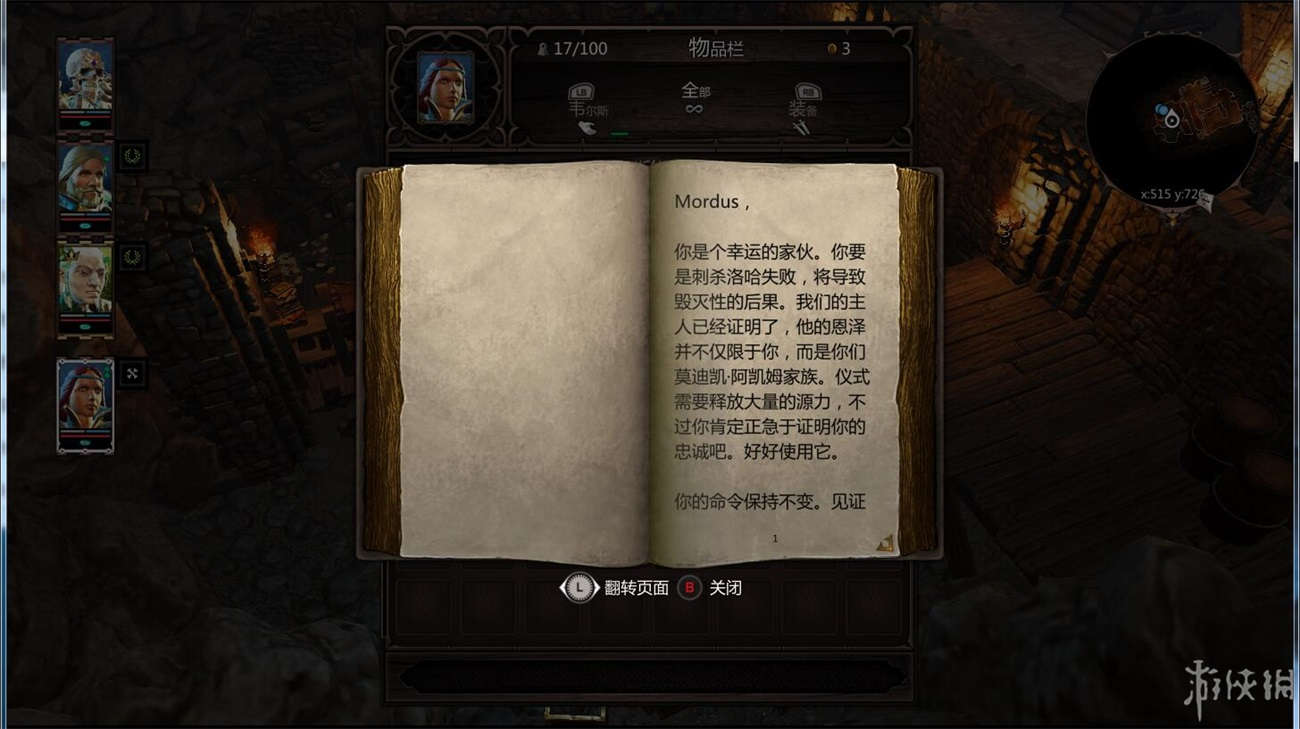 17/100
物品栏
3
LB
全部
RB
韦尔斯
∞
装备
x:515 y:726
Mordus，
你是个幸运的家伙。你要
是刺杀洛哈失败，将导致
毁灭性的后果。我们的主
人已经证明了，他的恩泽
并不仅限于你，而是你们
莫迪凯·阿凯姆家族。仪式
需要释放大量的源力，不
过你肯定正急于证明你的
忠诚吧。好好使用它。
你的命令保持不变。见证
1
L 翻转页面 B 关闭
游侠网